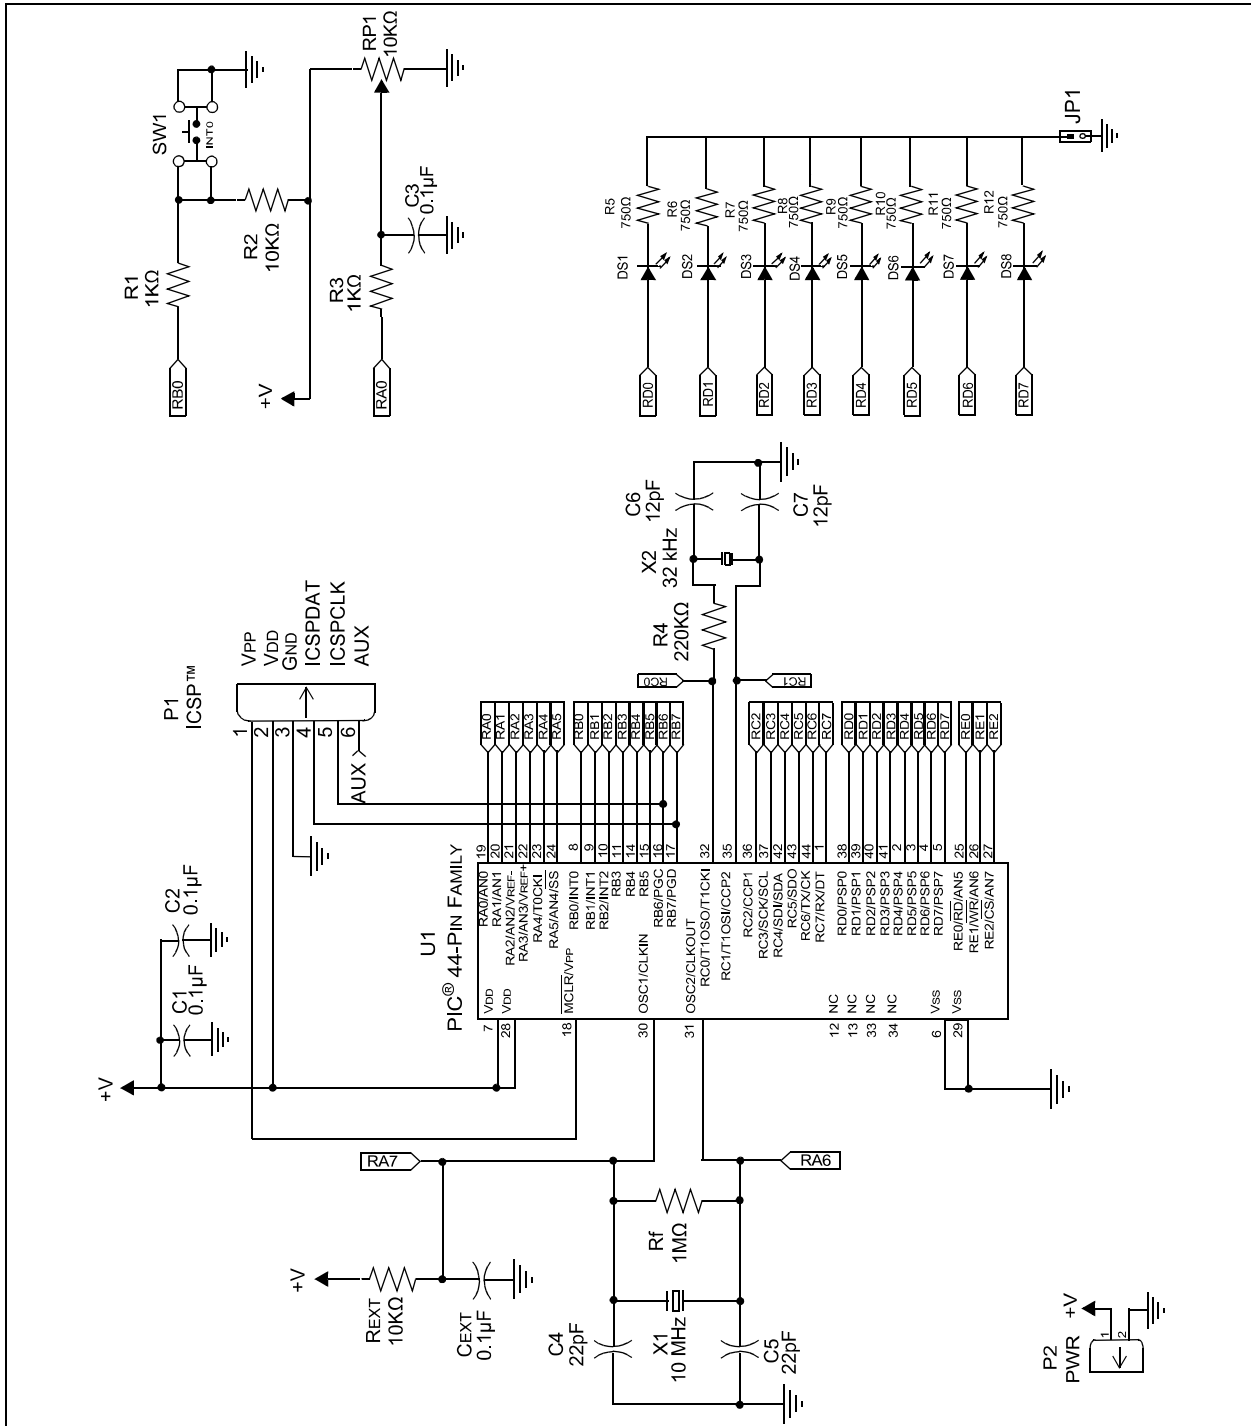 SW1
INT0
R1
1KΩ
R2
10KΩ
RB0
+V
RP1
10KΩ
C3
0.1µF
R3
1KΩ
RA0
JP1
R5
750Ω
R6
750Ω
R7
750Ω
R8
750Ω
R9
750Ω
R10
750Ω
R11
750Ω
R12
750Ω
DS1
DS2
DS3
DS4
DS5
DS6
DS7
DS8
RD0
RD1
RD2
RD3
RD4
RD5
RD6
RD7
C6
12pF
C7
12pF
X2
32 kHz
R4
220KΩ
RC0
RC1
P1
ICSP™
VPP
VDD
GND
ICSPDAT
ICSPCLK
AUX
1
2
3
4
5
6
AUX
RA0
RA1
RA2
RA3
RA4
RA5
RB0
RB1
RB2
RB3
RB4
RB5
RB6
RB7
RC2
RC3
RC4
RC5
RC6
RC7
RD0
RD1
RD2
RD3
RD4
RD5
RD6
RD7
RE0
RE1
RE2
C2
0.1µF
C1
0.1µF
+V
U1
PIC® 44-PIN FAMILY
19 RA0/AN0
20 RA1/AN1
21 RA2/AN2/VREF-
22 RA3/AN3/VREF+
23 RA4/T0CKI
24 RA5/AN4/SS
8 RB0/INT0
9 RB1/INT1
10 RB2/INT2
11 RB3
14 RB4
15 RB5
16 RB6/PGC
17 RB7/PGD
32 RC0/T1OSO/T1CKI
35 RC1/T1OSI/CCP2
36 RC2/CCP1
37 RC3/SCK/SCL
42 RC4/SDI/SDA
43 RC5/SDO
44 RC6/TX/CK
1 RC7/RX/DT
38 RD0/PSP0
39 RD1/PSP1
40 RD2/PSP2
41 RD3/PSP3
2 RD4/PSP4
3 RD5/PSP5
4 RD6/PSP6
5 RD7/PSP7
25 RE0/RD/AN5
26 RE1/WR/AN6
27 RE2/CS/AN7
7 VDD
28 VDD
18 MCLR/VPP
30 OSC1/CLKIN
31 OSC2/CLKOUT
12 NC
13 NC
33 NC
34 NC
6 VSS
29 VSS
RA7
RA6
+V
REXT
10KΩ
CEXT
0.1µF
Rf
1MΩ
C4
22pF
X1
10 MHz
C5
22pF
P2
PWR
+V
1
2